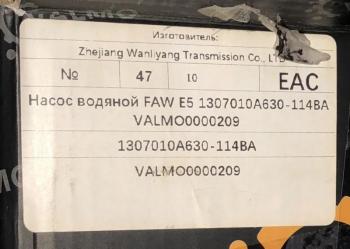 Изготовитель:
Zhejiang Wanliyang Transmission Co., LTD
№ 47 10 EAC
Насос водяной FAW E5 1307010A630-114BA
VALMO0000209
1307010A630-114BA
VALMO0000209